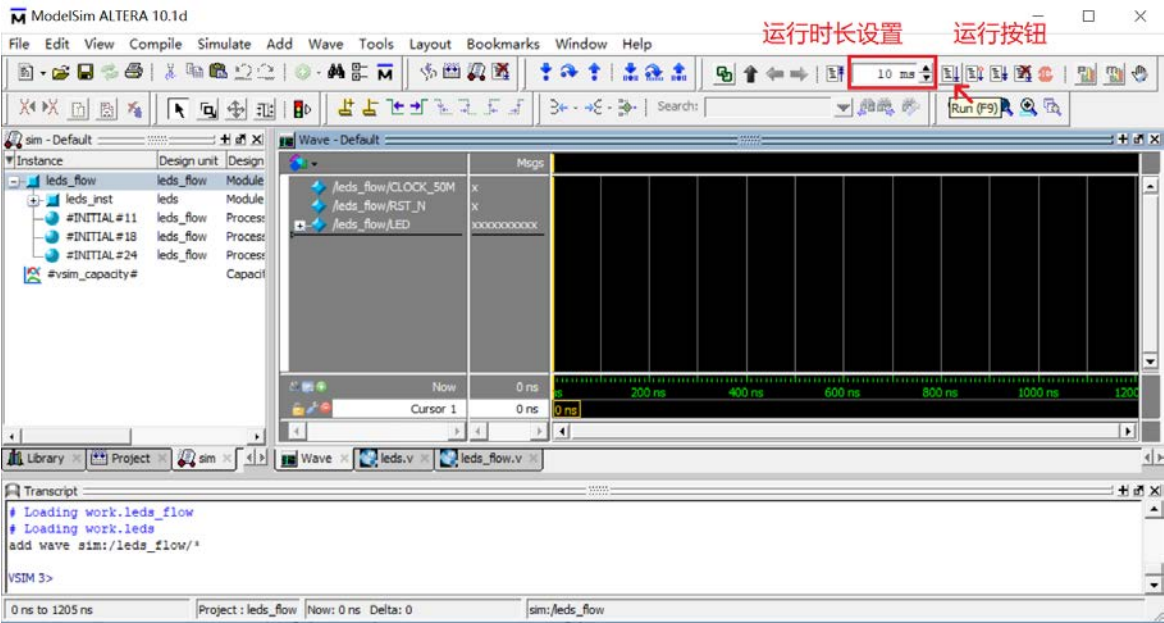 ModelSim ALTERA 10.1d
运行时长设置 运行按钮
File Edit View Compile Simulate Add Wave Tools Layout Bookmarks Window Help
10 ms
Search:
Run (F9)
sim - Default
Wave - Default
Instance Design unit Design
Msgs
leds_flow leds_flow Module
leds_inst leds Module
#INITIAL#11 leds_flow Process
#INITIAL#18 leds_flow Process
#INITIAL#24 leds_flow Process
#vsim_capacity# Capacit
/leds_flow/CLOCK_50M x
/leds_flow/RST_N x
/leds_flow/LED xxxxxxxxxx
Now 0 ns
ns 200 ns 400 ns 600 ns 800 ns 1000 ns 1200
Cursor 1 0 ns
0 ns
Library Project sim Wave leds.v leds_flow.v
Transcript
# Loading work.leds_flow
# Loading work.leds
add wave sim:/leds_flow/*
VSIM 3>
0 ns to 1205 ns Project : leds_flow Now: 0 ns Delta: 0 sim:/leds_flow